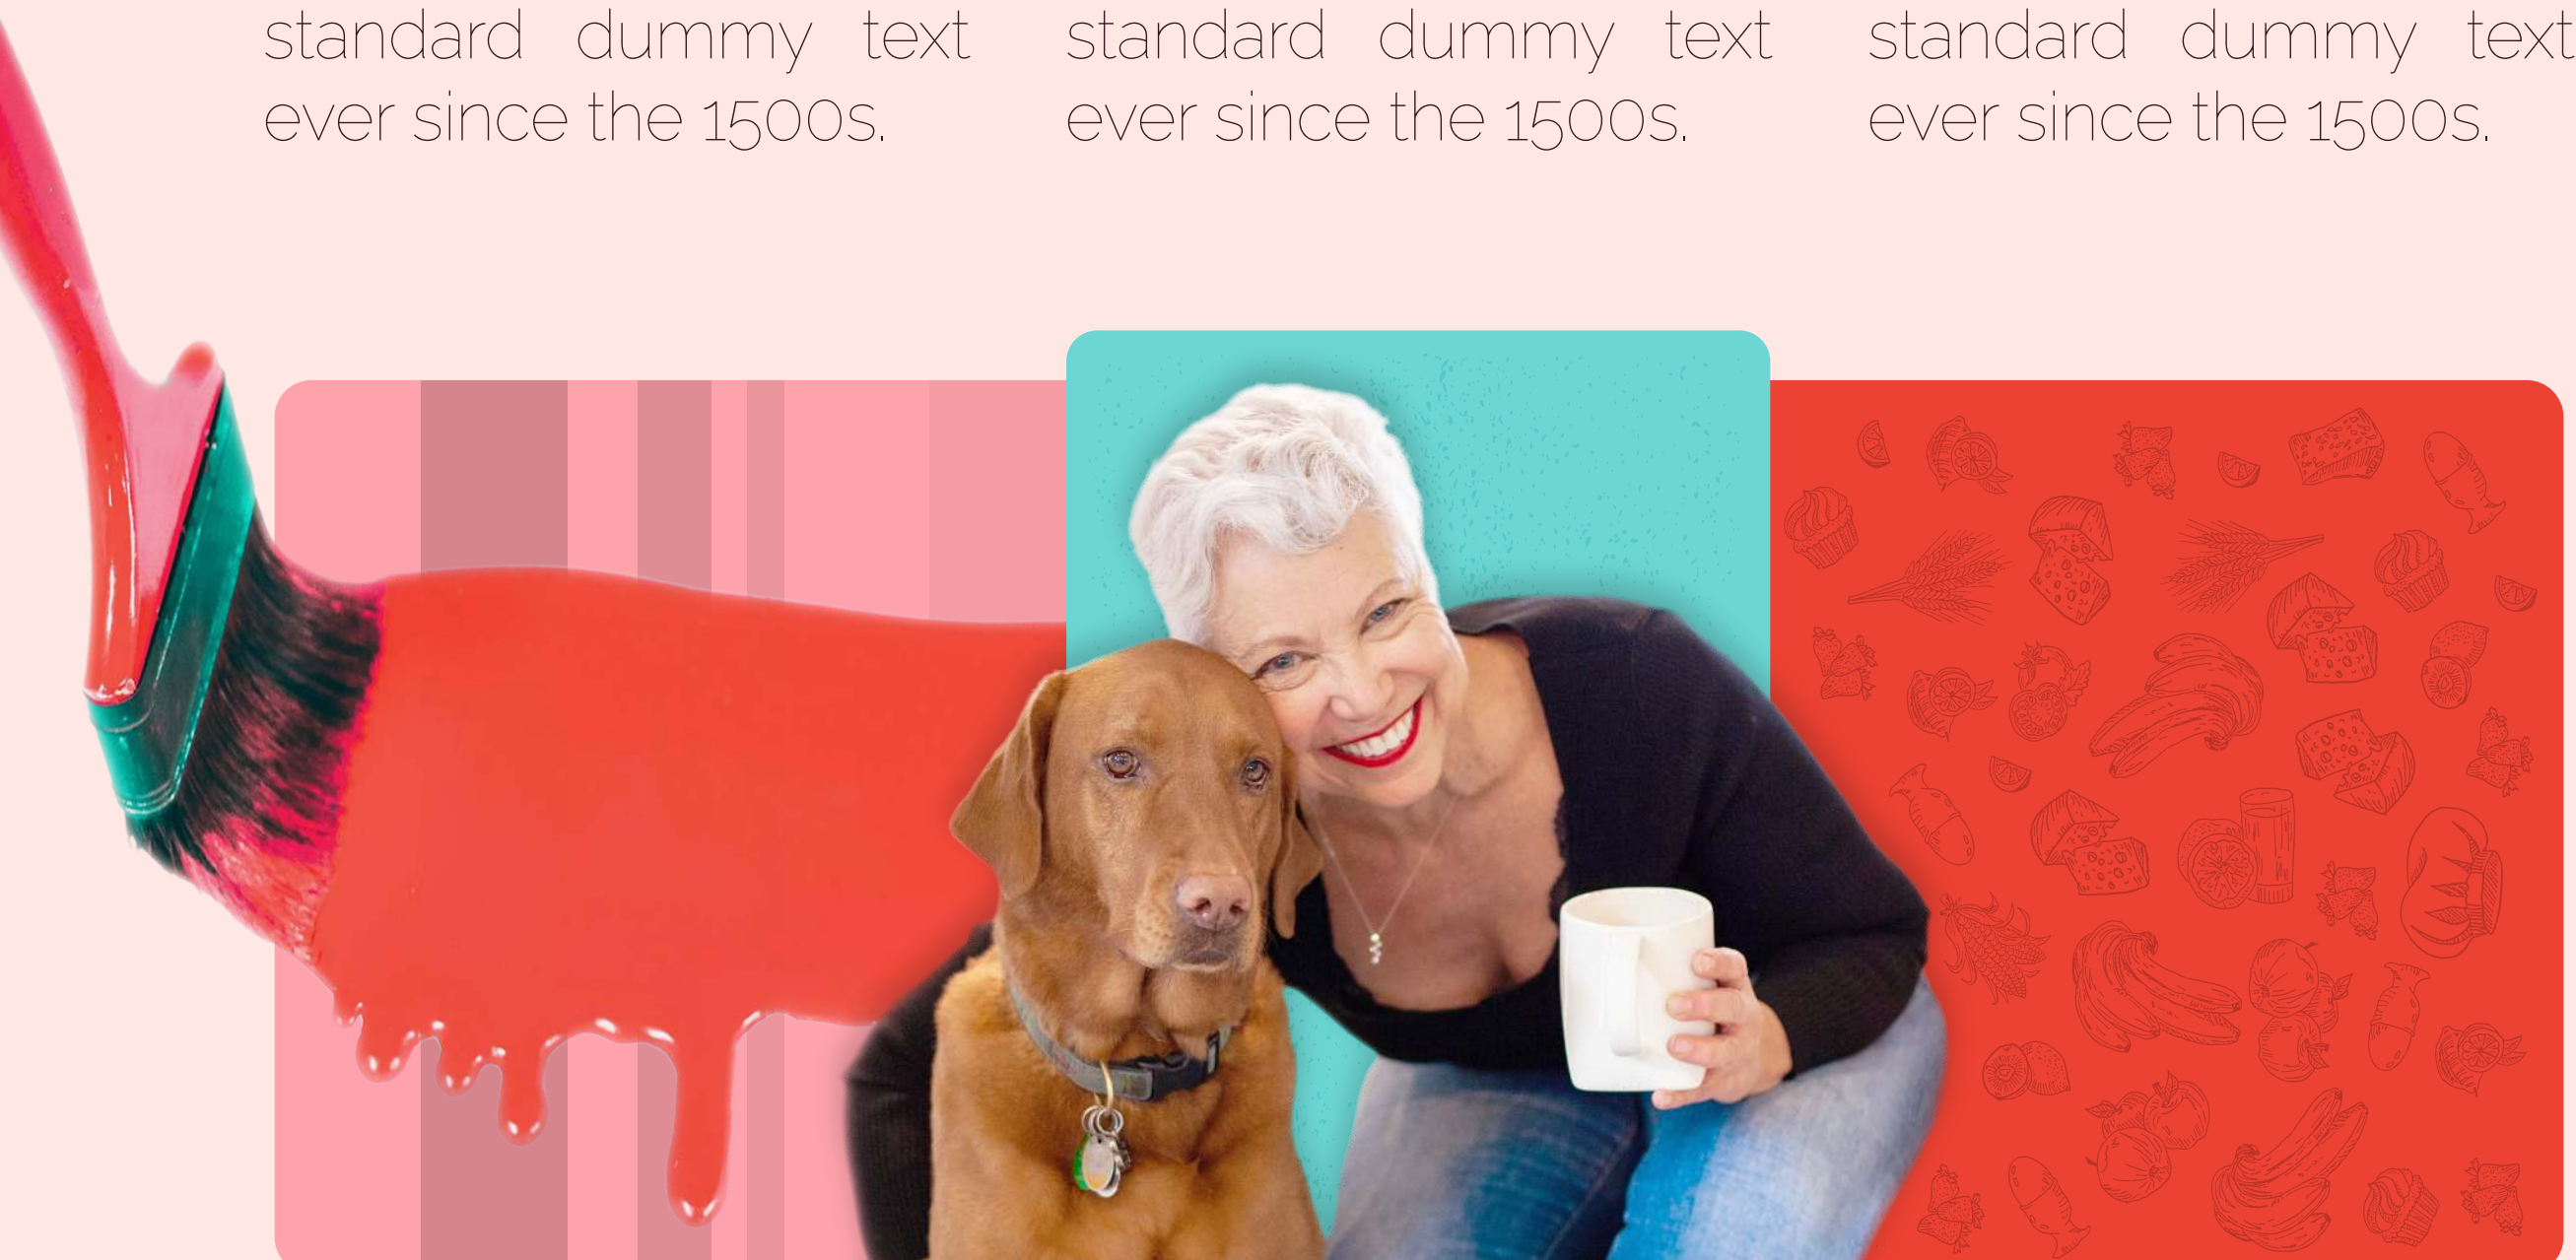 standard dummy text
ever since the 1500s.
standard dummy text
ever since the 1500s.
standard dummy text
ever since the 1500s.